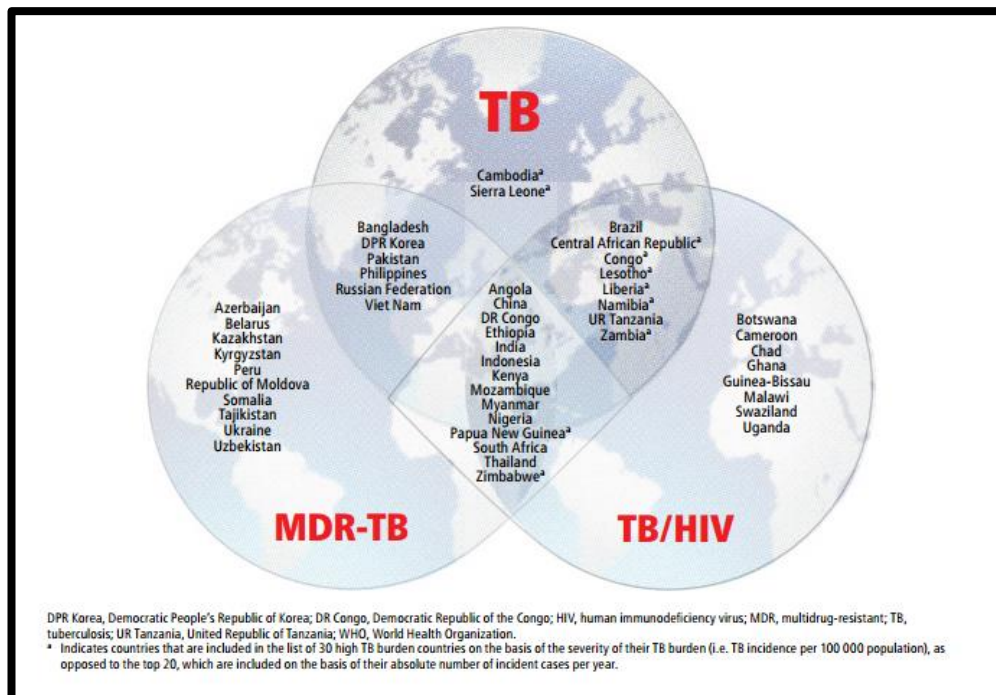 TB
Cambodiaᵃ
Sierra Leoneᵃ
Bangladesh
DPR Korea
Pakistan
Philippines
Russian Federation
Viet Nam
Brazil
Central African Republicᵃ
Congoᵃ
Lesothoᵃ
Liberiaᵃ
Namibiaᵃ
UR Tanzania
Zambiaᵃ
Angola
China
DR Congo
Ethiopia
India
Indonesia
Kenya
Mozambique
Myanmar
Nigeria
Papua New Guineaᵃ
South Africa
Thailand
Zimbabweᵃ
Azerbaijan
Belarus
Kazakhstan
Kyrgyzstan
Peru
Republic of Moldova
Somalia
Tajikistan
Ukraine
Uzbekistan
Botswana
Cameroon
Chad
Ghana
Guinea-Bissau
Malawi
Swaziland
Uganda
MDR-TB
TB/HIV
DPR Korea, Democratic People's Republic of Korea; DR Congo, Democratic Republic of the Congo; HIV, human immunodeficiency virus; MDR, multidrug-resistant; TB,
tuberculosis; UR Tanzania, United Republic of Tanzania; WHO, World Health Organization.
ᵃ Indicates countries that are included in the list of 30 high TB burden countries on the basis of the severity of their TB burden (i.e. TB incidence per 100 000 population), as
opposed to the top 20, which are included on the basis of their absolute number of incident cases per year.